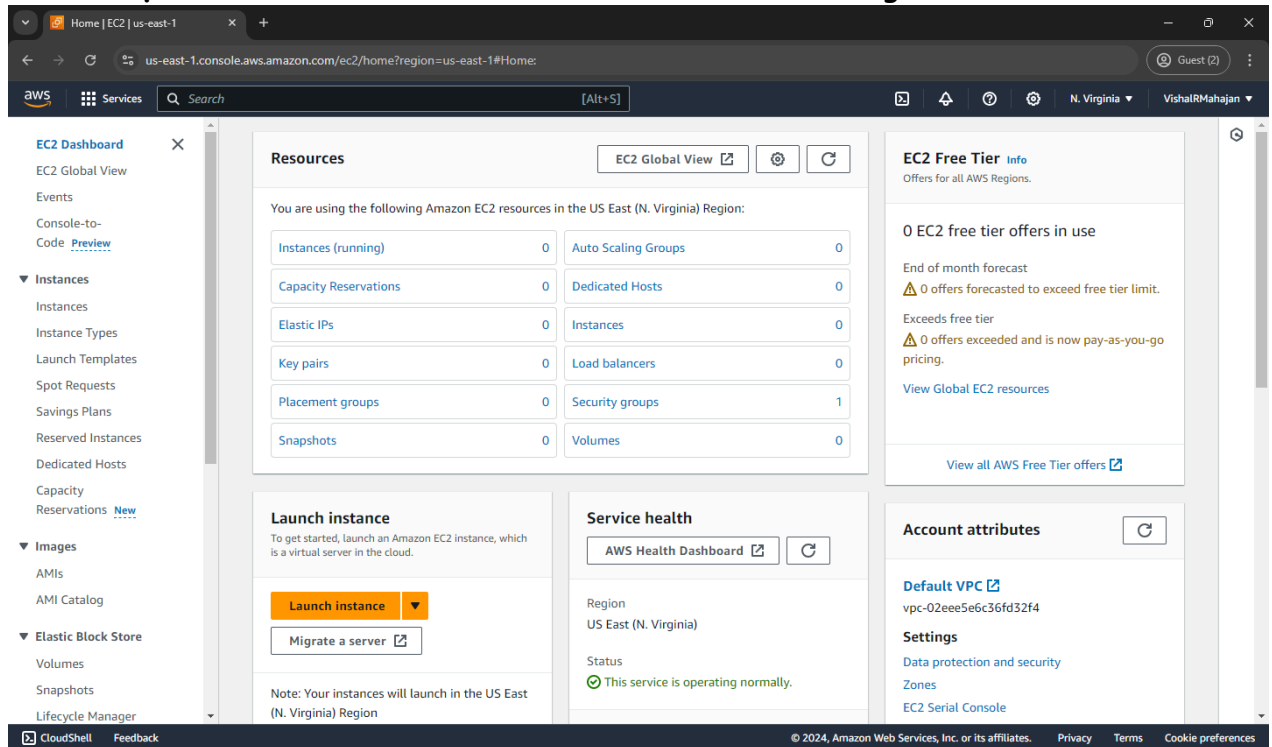 Home | EC2 | us-east-1
us-east-1.console.aws.amazon.com/ec2/home?region=us-east-1#Home:
Guest (2)
aws
Services
Search
[Alt+S]
N. Virginia
VishalRMahajan
EC2 Dashboard
EC2 Global View
Events
Console-to-
Code Preview
Instances
Instances
Instance Types
Launch Templates
Spot Requests
Savings Plans
Reserved Instances
Dedicated Hosts
Capacity
Reservations New
Images
AMIs
AMI Catalog
Elastic Block Store
Volumes
Snapshots
Lifecycle Manager
Resources
EC2 Global View
You are using the following Amazon EC2 resources in the US East (N. Virginia) Region:
Instances (running) 0
Auto Scaling Groups 0
Capacity Reservations 0
Dedicated Hosts 0
Elastic IPs 0
Instances 0
Key pairs 0
Load balancers 0
Placement groups 0
Security groups 1
Snapshots 0
Volumes 0
Launch instance
To get started, launch an Amazon EC2 instance, which
is a virtual server in the cloud.
Launch instance
Migrate a server
Note: Your instances will launch in the US East
(N. Virginia) Region
Service health
AWS Health Dashboard
Region
US East (N. Virginia)
Status
This service is operating normally.
EC2 Free Tier Info
Offers for all AWS Regions.
0 EC2 free tier offers in use
End of month forecast
0 offers forecasted to exceed free tier limit.
Exceeds free tier
0 offers exceeded and is now pay-as-you-go
pricing.
View Global EC2 resources
View all AWS Free Tier offers
Account attributes
Default VPC
vpc-02eee5e6c36fd32f4
Settings
Data protection and security
Zones
EC2 Serial Console
CloudShell
Feedback
© 2024, Amazon Web Services, Inc. or its affiliates.
Privacy
Terms
Cookie preferences